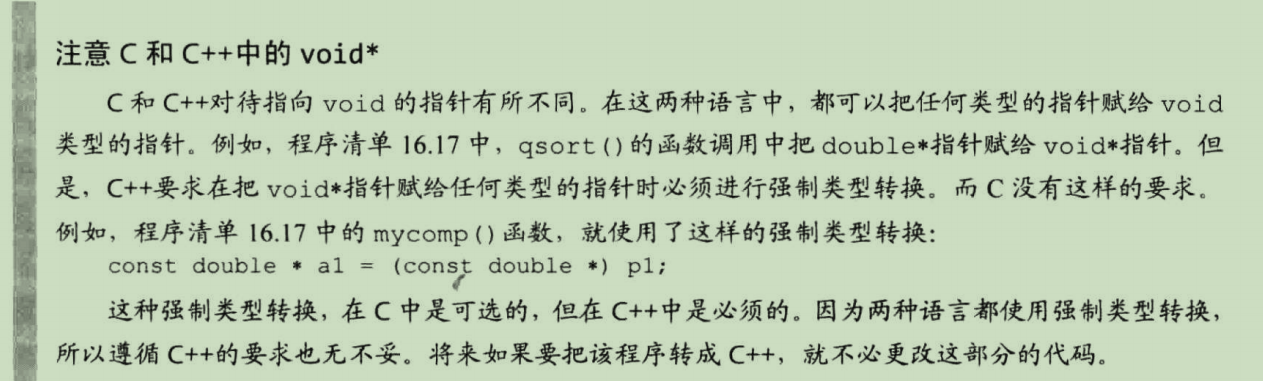 注意 C 和 C++中的 void*
C 和 C++对待指向 void 的指针有所不同。在这两种语言中，都可以把任何类型的指针赋给 void
类型的指针。例如，程序清单 16.17 中，qsort()的函数调用中把 double*指针赋给 void*指针。但
是，C++要求在把 void*指针赋给任何类型的指针时必须进行强制类型转换。而 C 没有这样的要求。
例如，程序清单 16.17 中的 mycomp()函数，就使用了这样的强制类型转换：
const double * a1 = (const double *) p1;
这种强制类型转换，在 C 中是可选的，但在 C++中是必须的。因为两种语言都使用强制类型转换，
所以遵循 C++的要求也无不妥。将来如果要把该程序转成 C++，就不必更改这部分的代码。